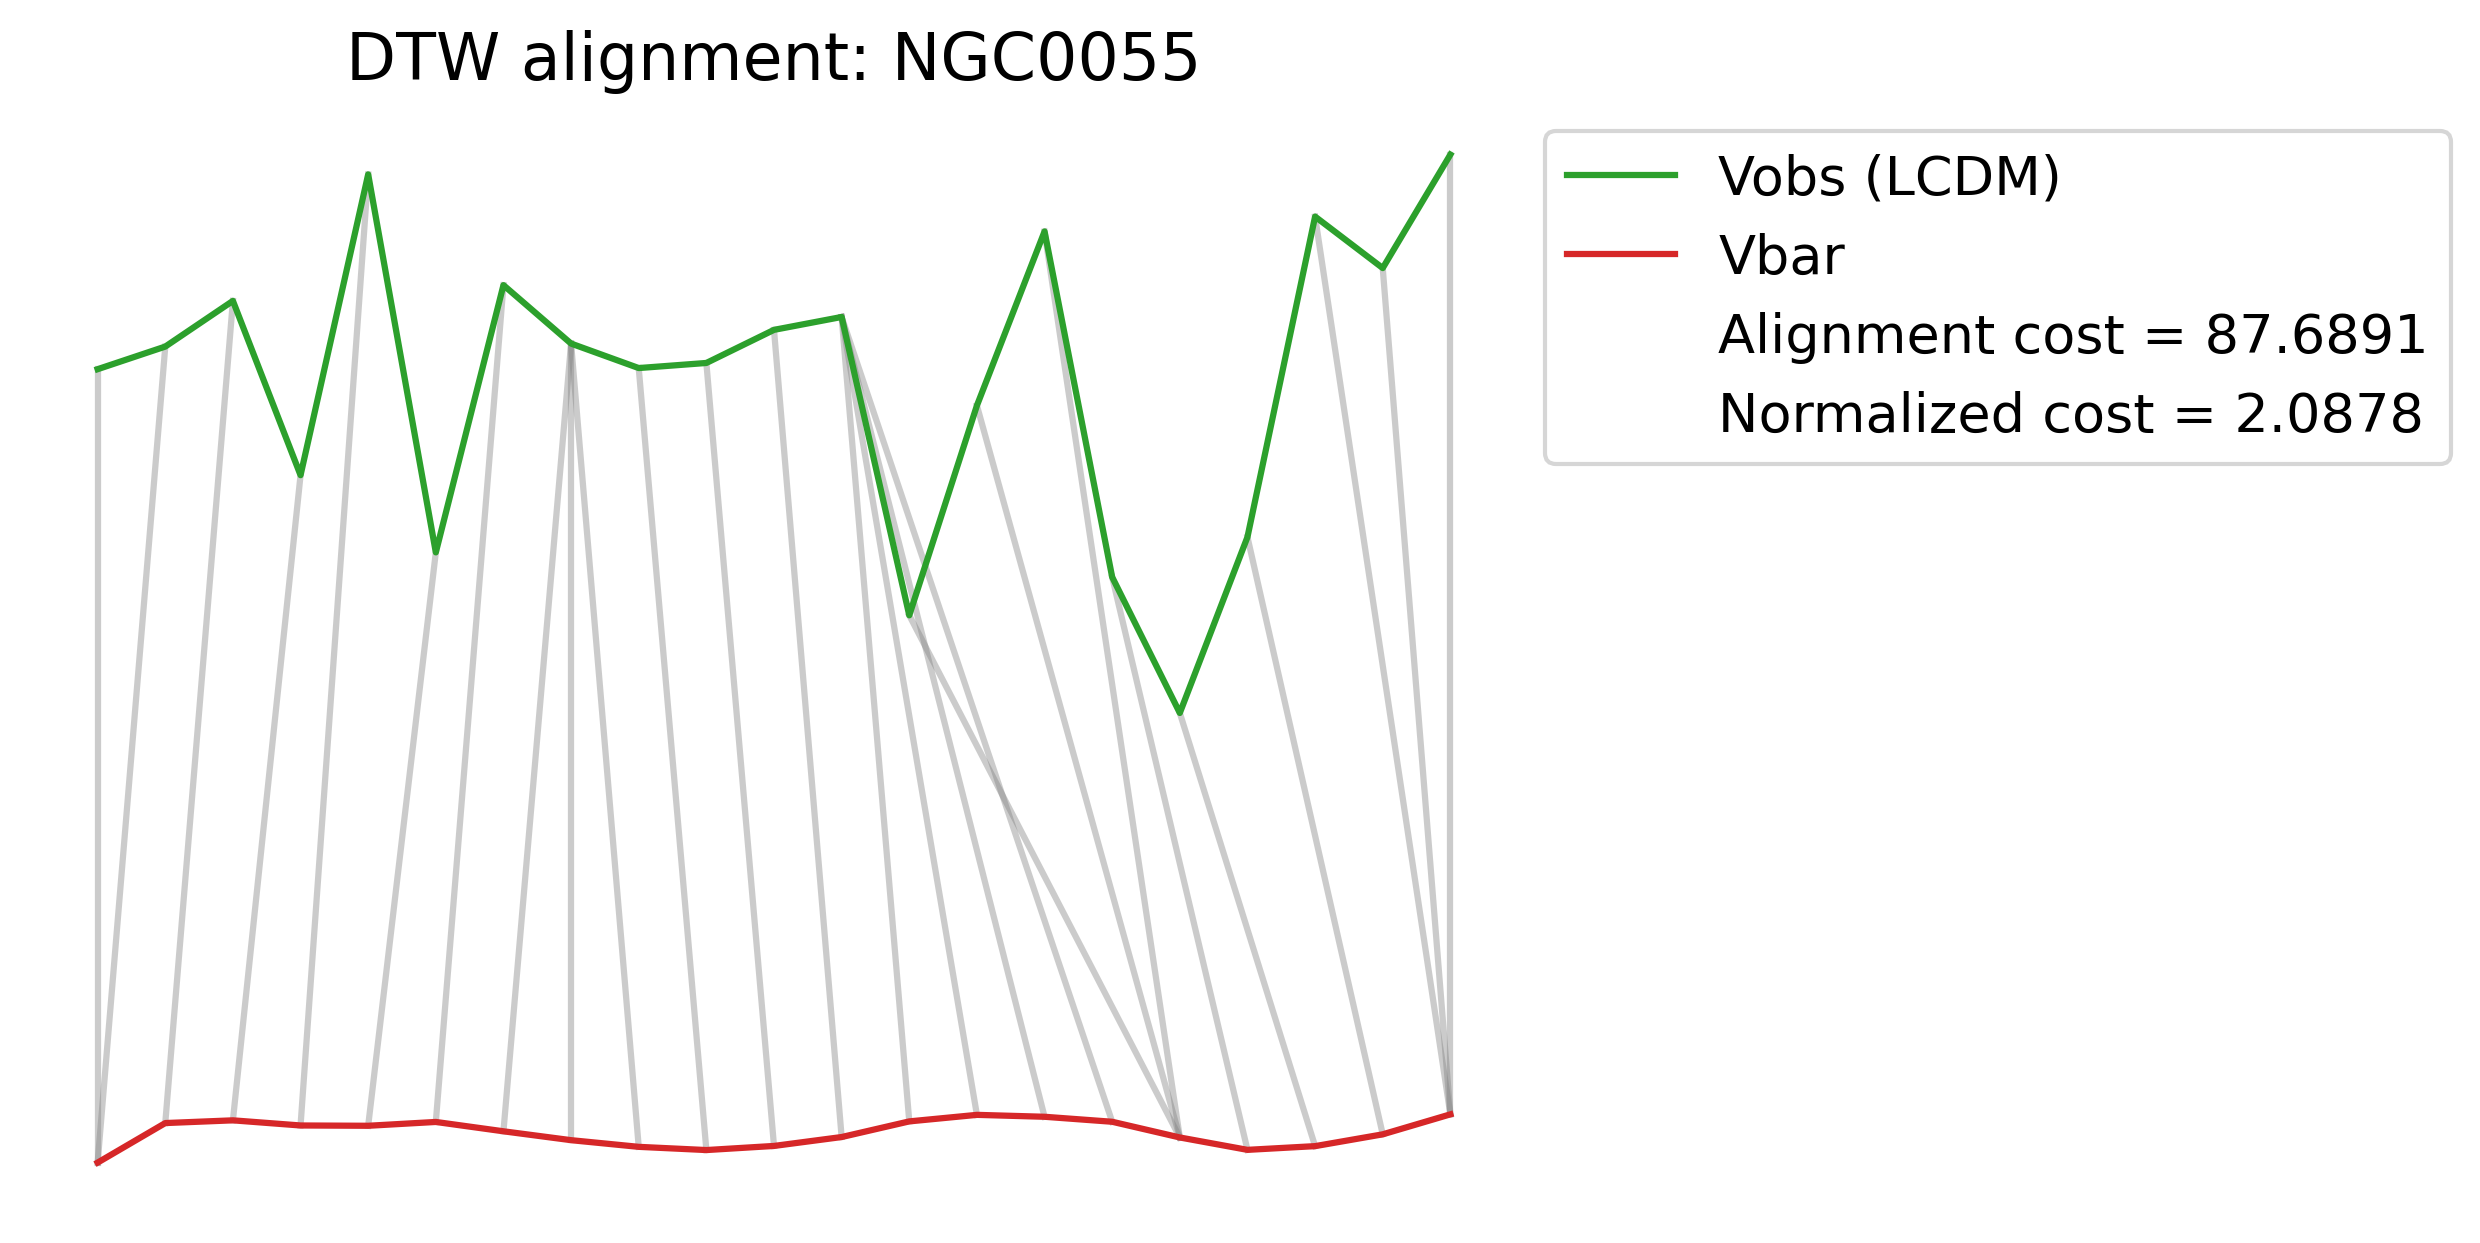 DTW alignment: NGC0055
Vobs (LCDM)
Vbar
Alignment cost = 87.6891
Normalized cost = 2.0878